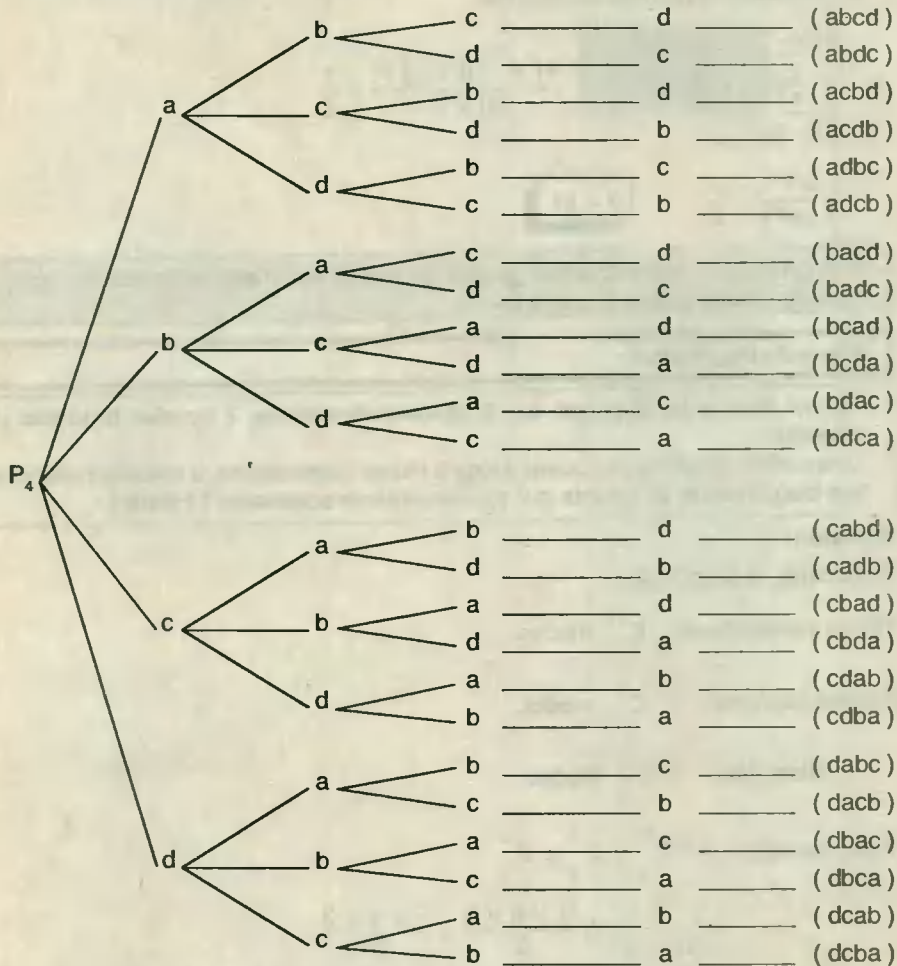 b c d (abcd)
d c (abdc)
a c b d (acbd)
d b (acdb)
d b c (adbc)
c b (adcb)
a c d (bacd)
d c (badc)
b c a d (bcad)
d a (bcda)
d a c (bdac)
c a (bdca)
P4
a b d (cabd)
d b (cadb)
c b a d (cbad)
d a (cbda)
d a b (cdab)
b a (cdba)
a b c (dabc)
c b (dacb)
d b a c (dbac)
c a (dbca)
c a b (dcab)
b a (dcba)